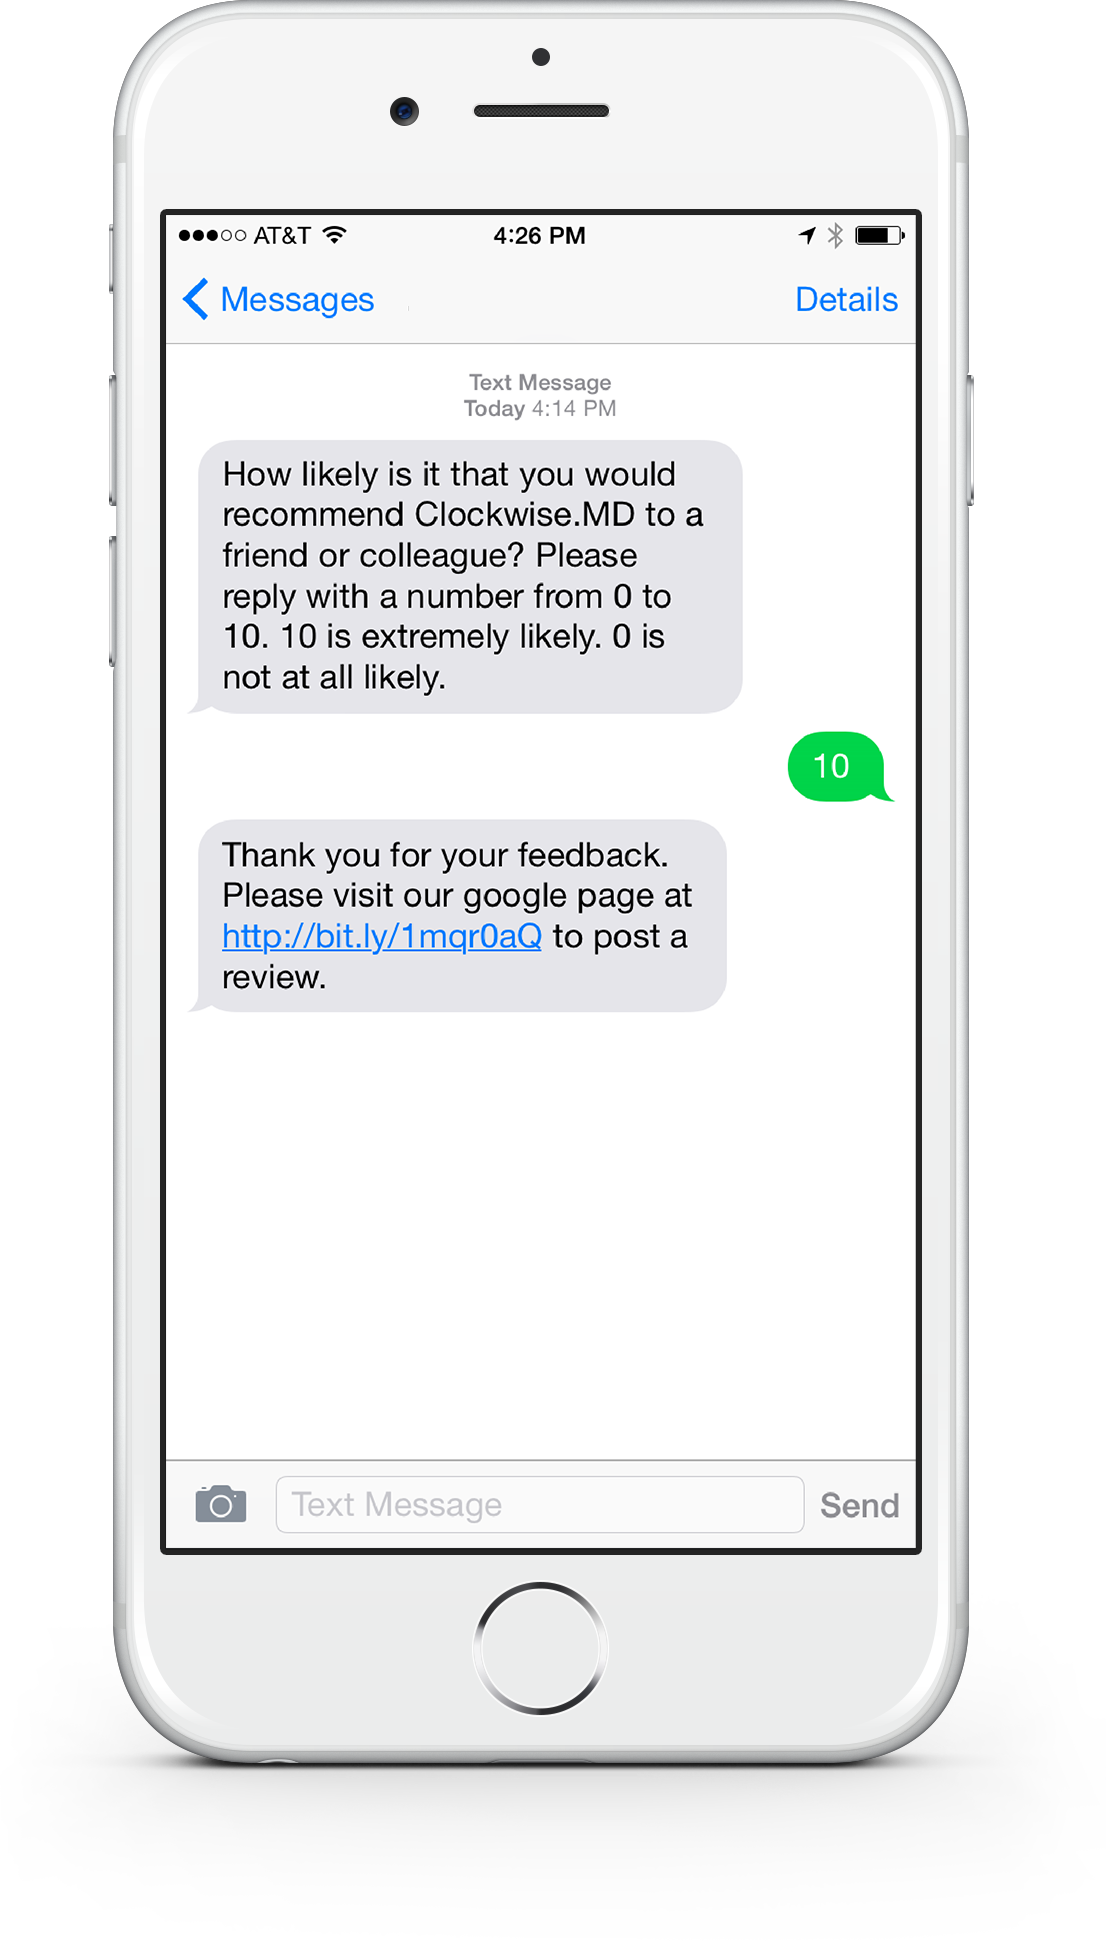 AT&T 4:26 PM
Messages Details
Text Message
Today 4:14 PM
How likely is it that you would
recommend Clockwise.MD to a
friend or colleague? Please
reply with a number from 0 to
10. 10 is extremely likely. 0 is
not at all likely.
10
Thank you for your feedback.
Please visit our google page at
http://bit.ly/1mqr0aQ to post a
review.
Text Message Send